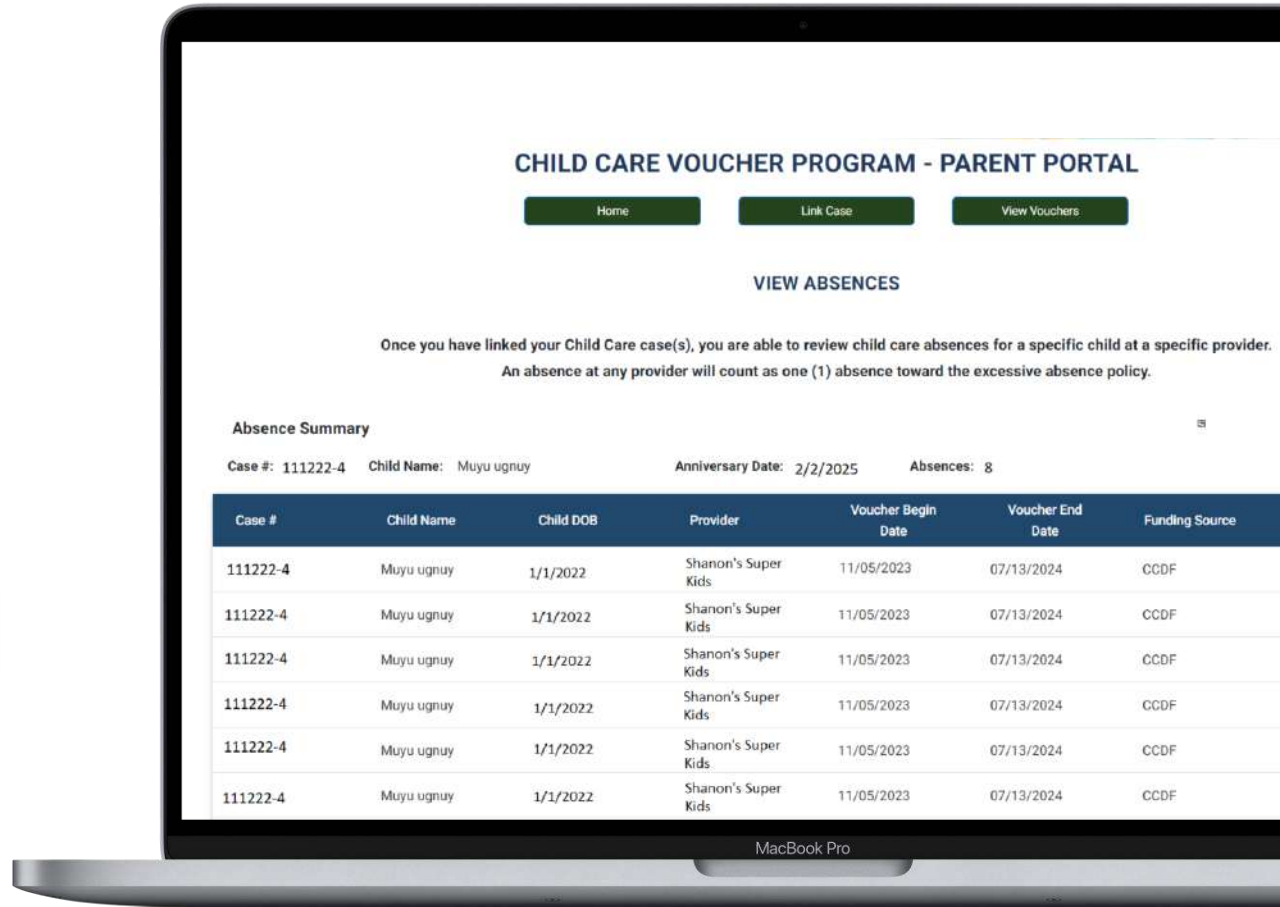 CHILD CARE VOUCHER PROGRAM - PARENT PORTAL
Home Link Case View Vouchers
VIEW ABSENCES
Once you have linked your Child Care case(s), you are able to review child care absences for a specific child at a specific provider.
An absence at any provider will count as one (1) absence toward the excessive absence policy.
Absence Summary
Case #: 111222-4 Child Name: Muyu ugnuy Anniversary Date: 2/2/2025 Absences: 8
Case # Child Name Child DOB Provider Voucher Begin Date Voucher End Date Funding Source
111222-4 Muyu ugnuy 1/1/2022 Shanon's Super Kids 11/05/2023 07/13/2024 CCDF
111222-4 Muyu ugnuy 1/1/2022 Shanon's Super Kids 11/05/2023 07/13/2024 CCDF
111222-4 Muyu ugnuy 1/1/2022 Shanon's Super Kids 11/05/2023 07/13/2024 CCDF
111222-4 Muyu ugnuy 1/1/2022 Shanon's Super Kids 11/05/2023 07/13/2024 CCDF
111222-4 Muyu ugnuy 1/1/2022 Shanon's Super Kids 11/05/2023 07/13/2024 CCDF
111222-4 Muyu ugnuy 1/1/2022 Shanon's Super Kids 11/05/2023 07/13/2024 CCDF
MacBook Pro